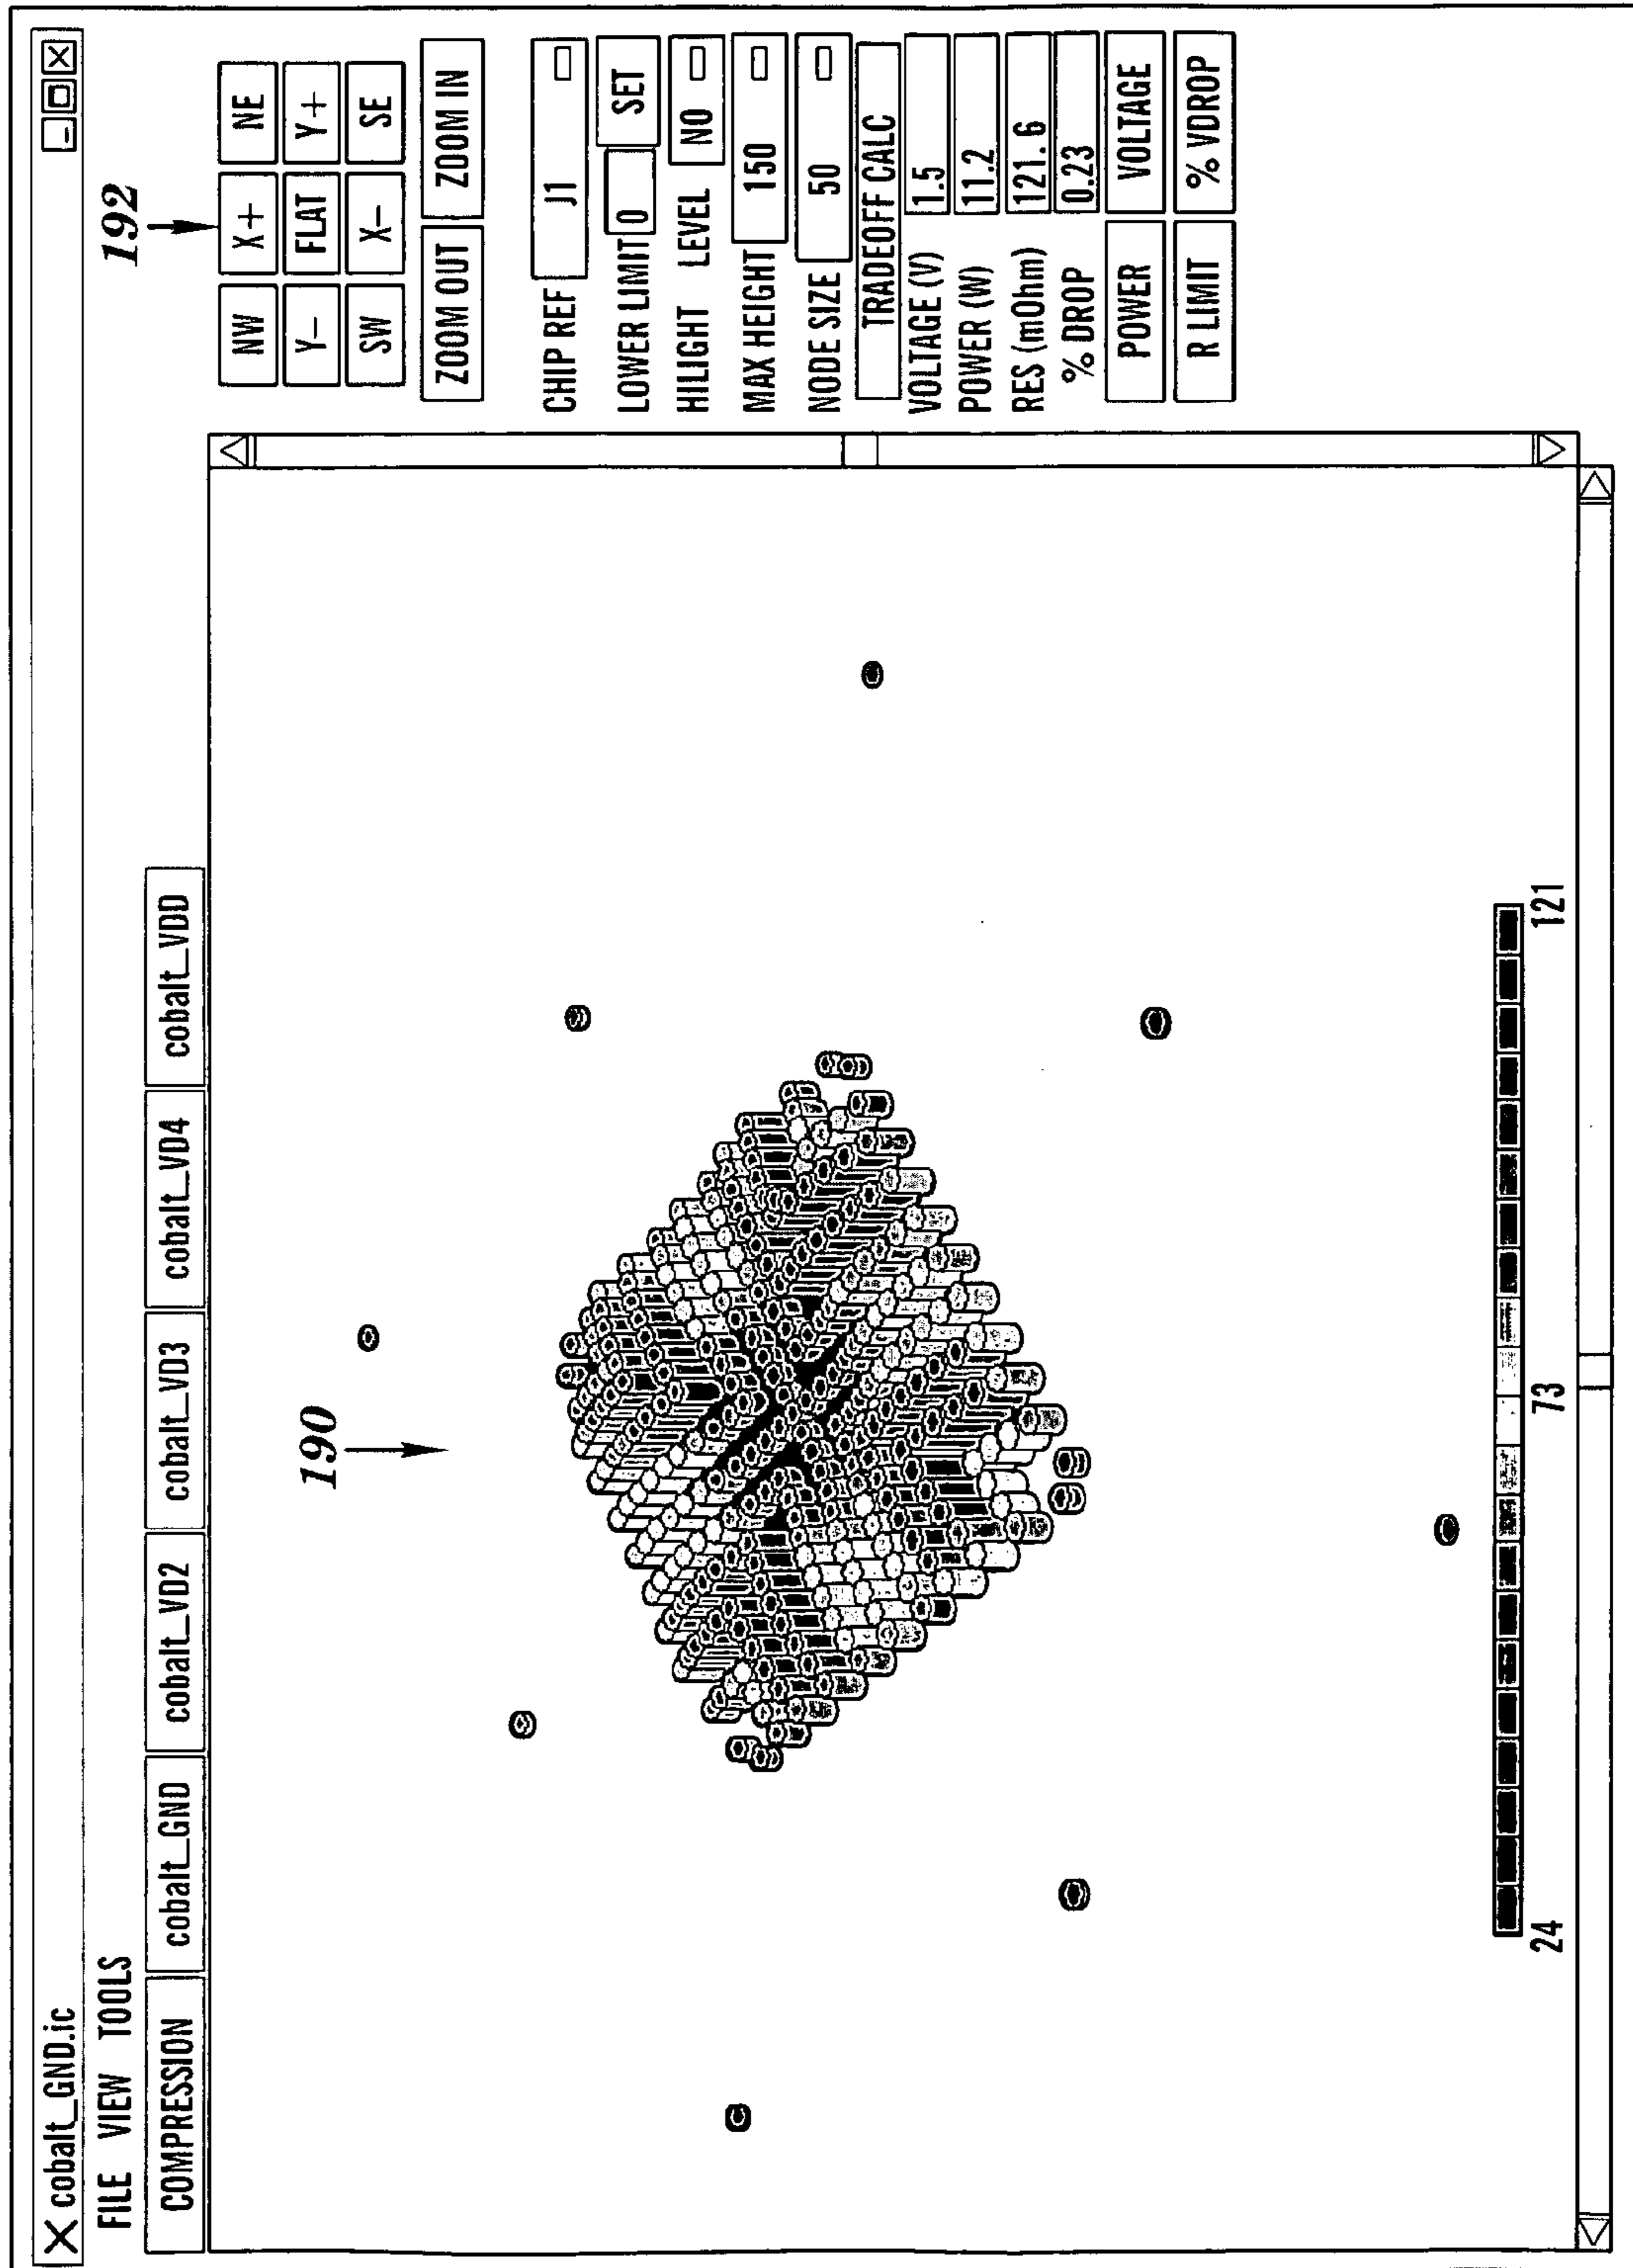 X cobalt_GND.ic
FILE VIEW TOOLS
COMPRESSION cobalt_GND cobalt_VD2 cobalt_VD3 cobalt_VD4 cobalt_VDD
190
192
NW X+ NE
Y- FLAT Y+
SW X- SE
ZOOM OUT ZOOM IN
CHIP REF J1
LOWER LIMIT 0 SET
HILIGHT LEVEL NO
MAX HEIGHT 150
NODE SIZE 50
TRADEOFF CALC
VOLTAGE (V) 1.5
POWER (W) 11.2
RES (mOhm) 121.6
% DROP 0.23
POWER VOLTAGE
R LIMIT % VDROP
24 73 121